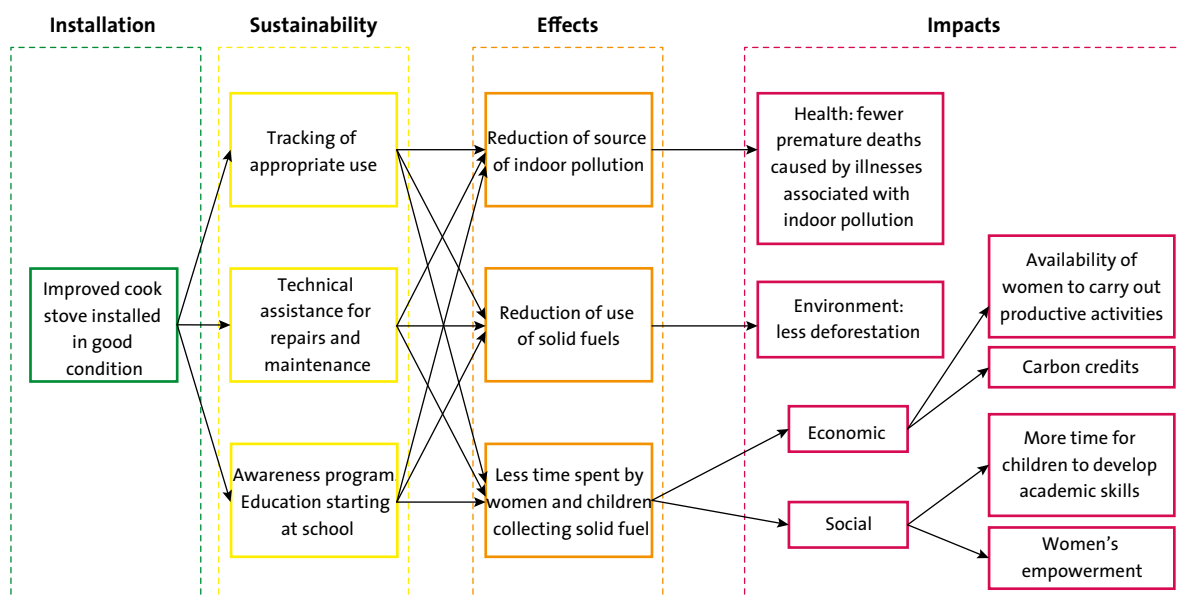 Installation
Sustainability
Effects
Impacts
Improved cook
stove installed
in good
condition
Tracking of
appropriate use
Technical
assistance for
repairs and
maintenance
Awareness program
Education starting
at school
Reduction of source
of indoor pollution
Reduction of use
of solid fuels
Less time spent by
women and children
collecting solid fuel
Health: fewer
premature deaths
caused by illnesses
associated with
indoor pollution
Environment:
less deforestation
Economic
Social
Availability of
women to carry out
productive activities
Carbon credits
More time for
children to develop
academic skills
Women’s
empowerment